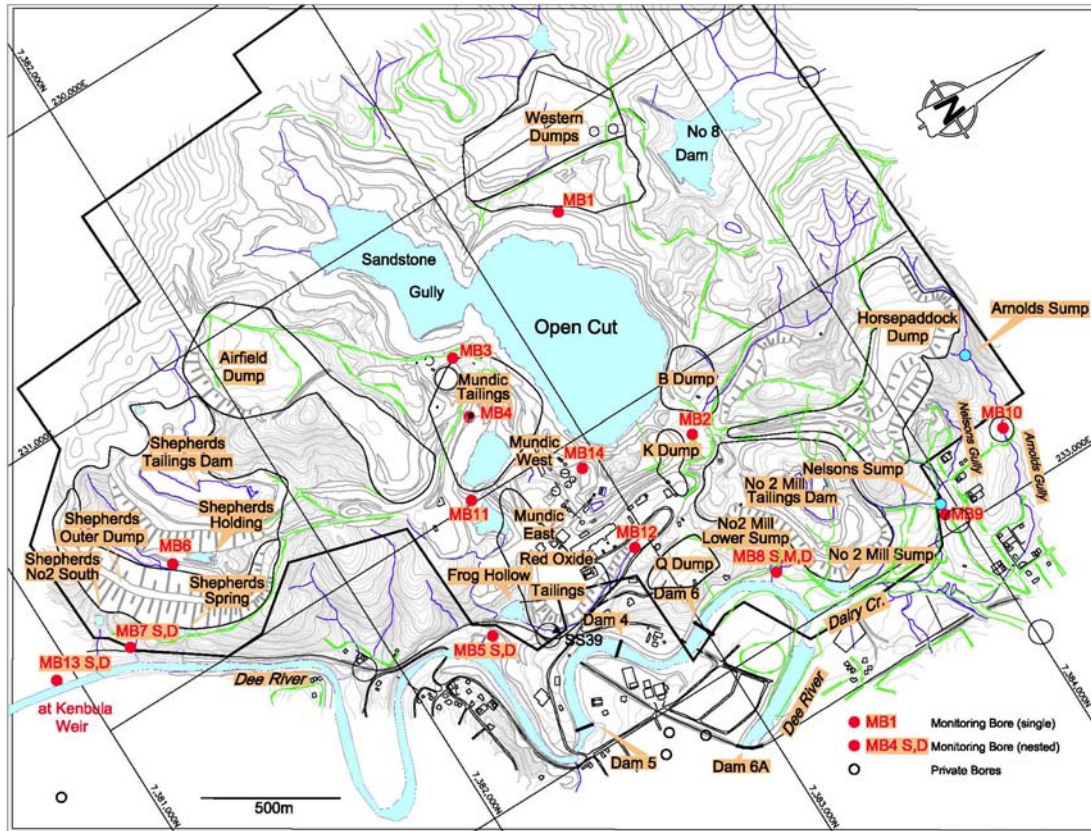 7,382,000N
230,000E
Western
Dumps
No 8
Dam
N
MB1
Sandstone
Gully
Open Cut
Horsepaddock
Dump
Arnolds Sump
Airfield
Dump
MB3
Mundic
Tailings
MB4
B Dump
MB2
K Dump
MB10
Nelsons Gully
Arnolds Gully
233,000E
231,000E
Shepherds
Tailings Dam
Mundic
West
MB14
Nelsons Sump
No 2 Mill
Tailings Dam
MB9
Shepherds
Holding
Shepherds
Outer Dump
MB6
MB11
Mundic
East
Red Oxide
MB12
No2 Mill
Lower Sump
MB8 S,M,D
No 2 Mill Sump
Shepherds
No2 South
Shepherds
Spring
Frog Hollow
Tailings
Q Dump
Dam 6
Dam 4
Dairy Cr.
MB7 S,D
MB5 S,D
SS39
MB13 S,D
at Kenbula
Weir
Dee River
Dee River
7,384,000N
MB1 Monitoring Bore (single)
MB4 S,D Monitoring Bore (nested)
Private Bores
Dam 5
Dam 6A
7,381,000N
500m
7,382,000N
7,383,000N